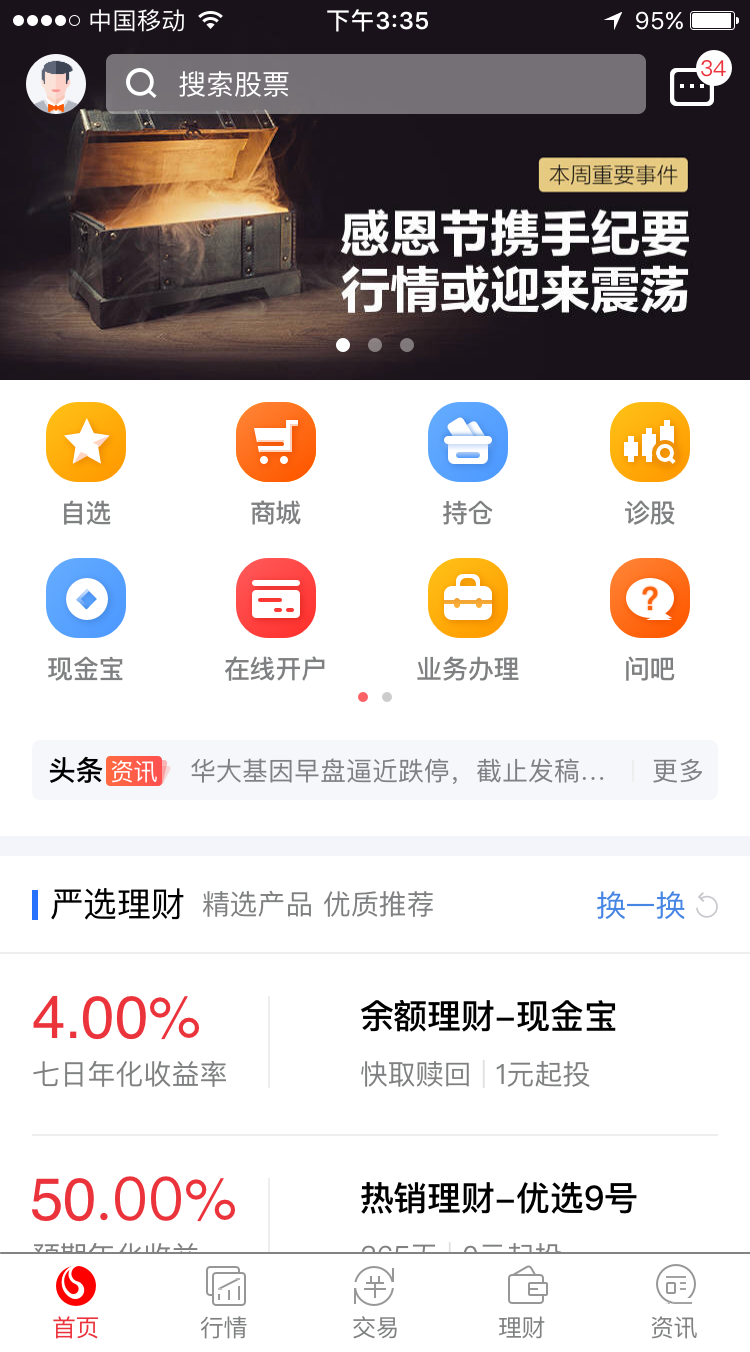 中国移动 下午3:35 95%
搜索股票 34
本周重要事件
感恩节携手纪要
行情或迎来震荡
自选 商城 持仓 诊股
现金宝 在线开户 业务办理 问吧
头条 资讯 华大基因早盘逼近跌停，截止发稿... 更多
严选理财 精选产品 优质推荐 换一换
4.00% 余额理财–现金宝
七日年化收益率 快取赎回 1元起投
50.00% 热销理财–优选9号
首页 行情 交易 理财 资讯